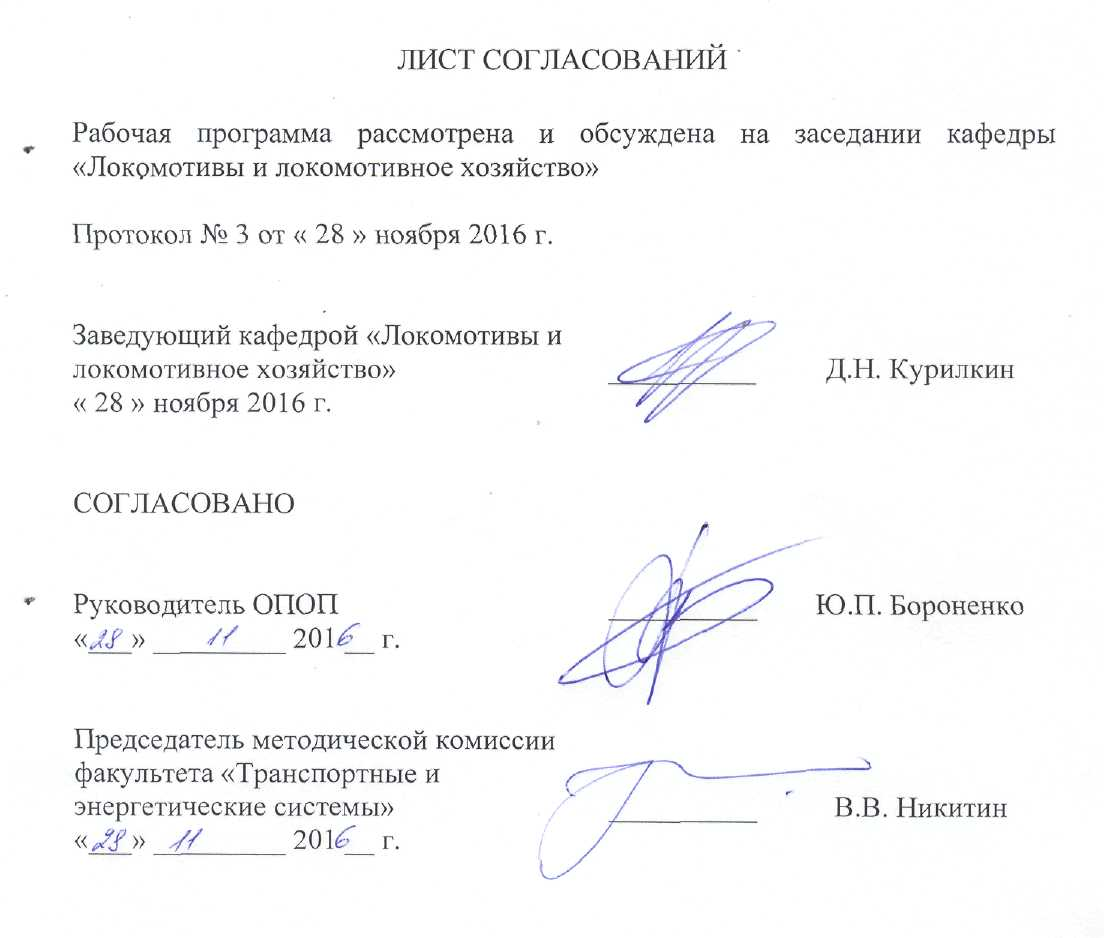 ЛИСТ СОГЛАСОВАНИЙ
Рабочая программа рассмотрена и обсуждена на заседании кафедры
«Локомотивы и локомотивное хозяйство»
Протокол № 3 от « 28 » ноября 2016 г.
Заведующий кафедрой «Локомотивы и
локомотивное хозяйство» Д.Н. Курилкин
« 28 » ноября 2016 г.
СОГЛАСОВАНО
Руководитель ОПОП Ю.П. Бороненко
«28» 11 2016 г.
Председатель методической комиссии
факультета «Транспортные и
энергетические системы» В.В. Никитин
«28» 11 2016 г.